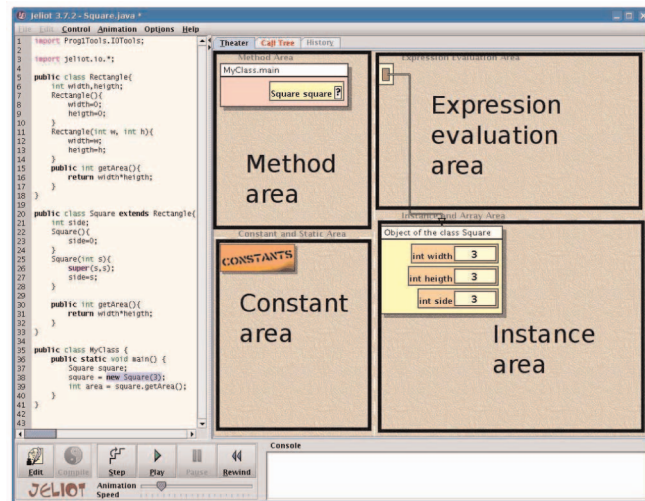 Jeliot 3.7.2 - Square.java *
File Edit Control Animation Options Help
1 import Prog1Tools.IOTools;
2
3 import jeliot.io.*;
4
5 public class Rectangle{
6 int width,heigth;
7 Rectangle(){
8 width=0;
9 heigth=0;
10 }
11 Rectangle(int w, int h){
12 width=w;
13 heigth=h;
14 }
15 public int getArea(){
16 return width*heigth;
17 }
18 }
19
20 public class Square extends Rectangle{
21 int side;
22 Square(){
23 side=0;
24 }
25 Square(int s){
26 super(s,s);
27 side=s;
28 }
29
30 public int getArea(){
31 return width*heigth;
32 }
33 }
34
35 public class MyClass {
36 public static void main() {
37 Square square;
38 square = new Square(3);
39 int area = square.getArea();
40 }
41 }
42
43
Edit Compile Step Play Pause Rewind
JELIOT Animation Speed
Theater Call Tree History
Method Area
MyClass.main
Square square ?
Method
area
Expression Evaluation Area
Expression
evaluation
area
Constant and Static Area
CONSTANTS
Constant
area
Instance and Array Area
Object of the class Square
int width 3
int heigth 3
int side 3
Instance
area
Console